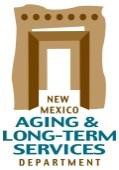 NEW
MEXICO
AGING &
LONG-TERM
SERVICES
DEPARTMENT